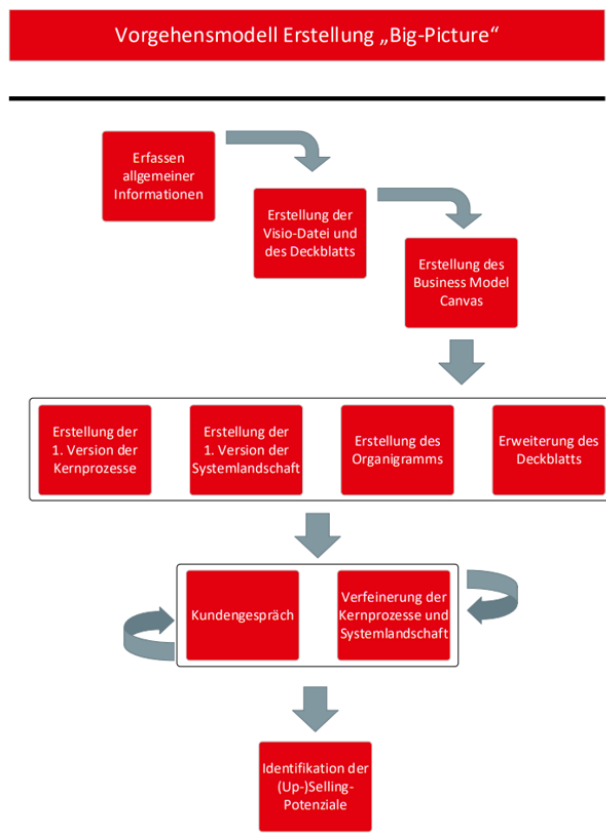 Vorgehensmodell Erstellung „Big-Picture“
Erfassen
allgemeiner
Informationen
Erstellung der
Visio-Datei und
des Deckblatts
Erstellung des
Business Model
Canvas
Erstellung der
1. Version der
Kernprozesse
Erstellung der
1. Version der
Systemlandschaft
Erstellung des
Organigramms
Erweiterung des
Deckblatts
Kundengespräch
Verfeinerung der
Kernprozesse und
Systemlandschaft
Identifikation der
(Up-)Selling-
Potenziale